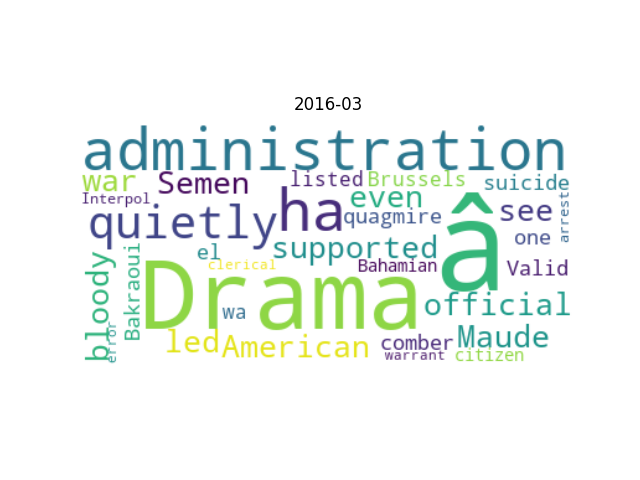 2016-03
administration
war Semen listed Brussels suicide
Interpol ha even â see
quietly quagmire one arrest
el supported
bloody Bakraoui clerical Bahamian Valid
Drama official
wa
error led American comber Maude
warrant citizen